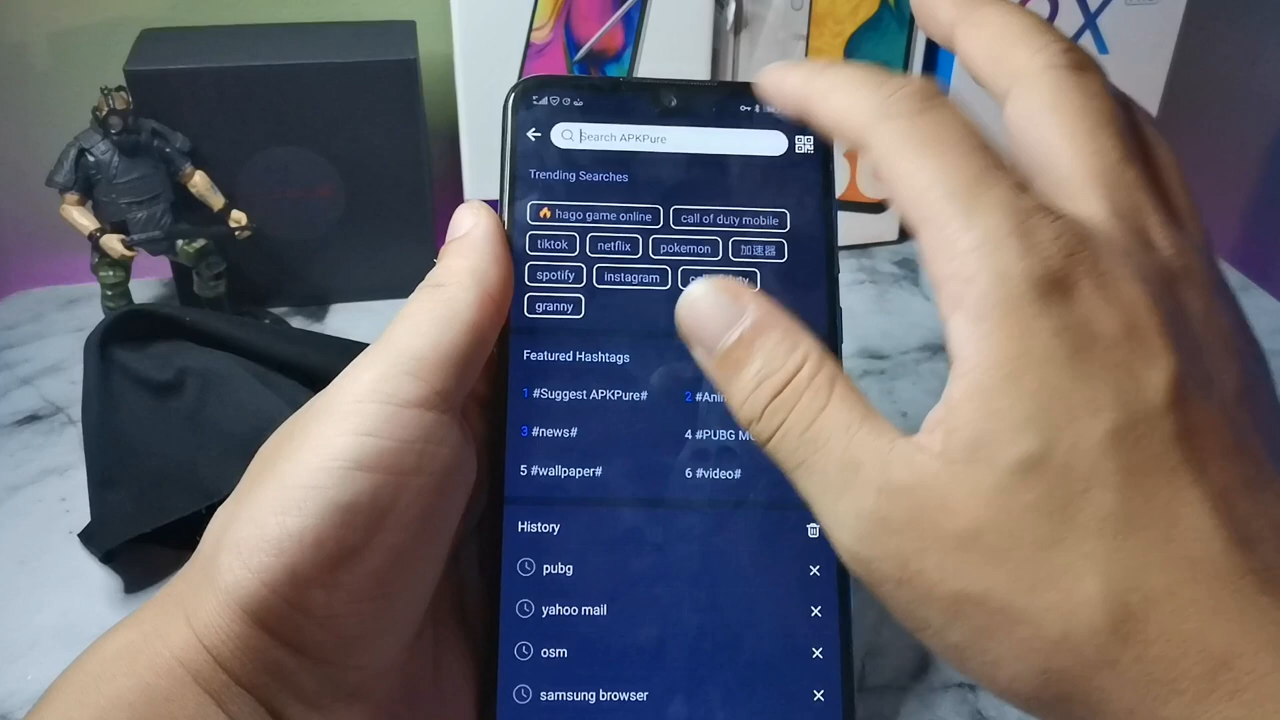 Search APKPure
Trending Searches
hago game online call of duty mobile
tiktok netflix pokemon 加速器
spotify instagram
granny
Featured Hashtags
1 #Suggest APKPure# 2
3 #news# 4 #PUBG
5 #wallpaper# 6 #video#
History
pubg
yahoo mail
osm
samsung browser
X